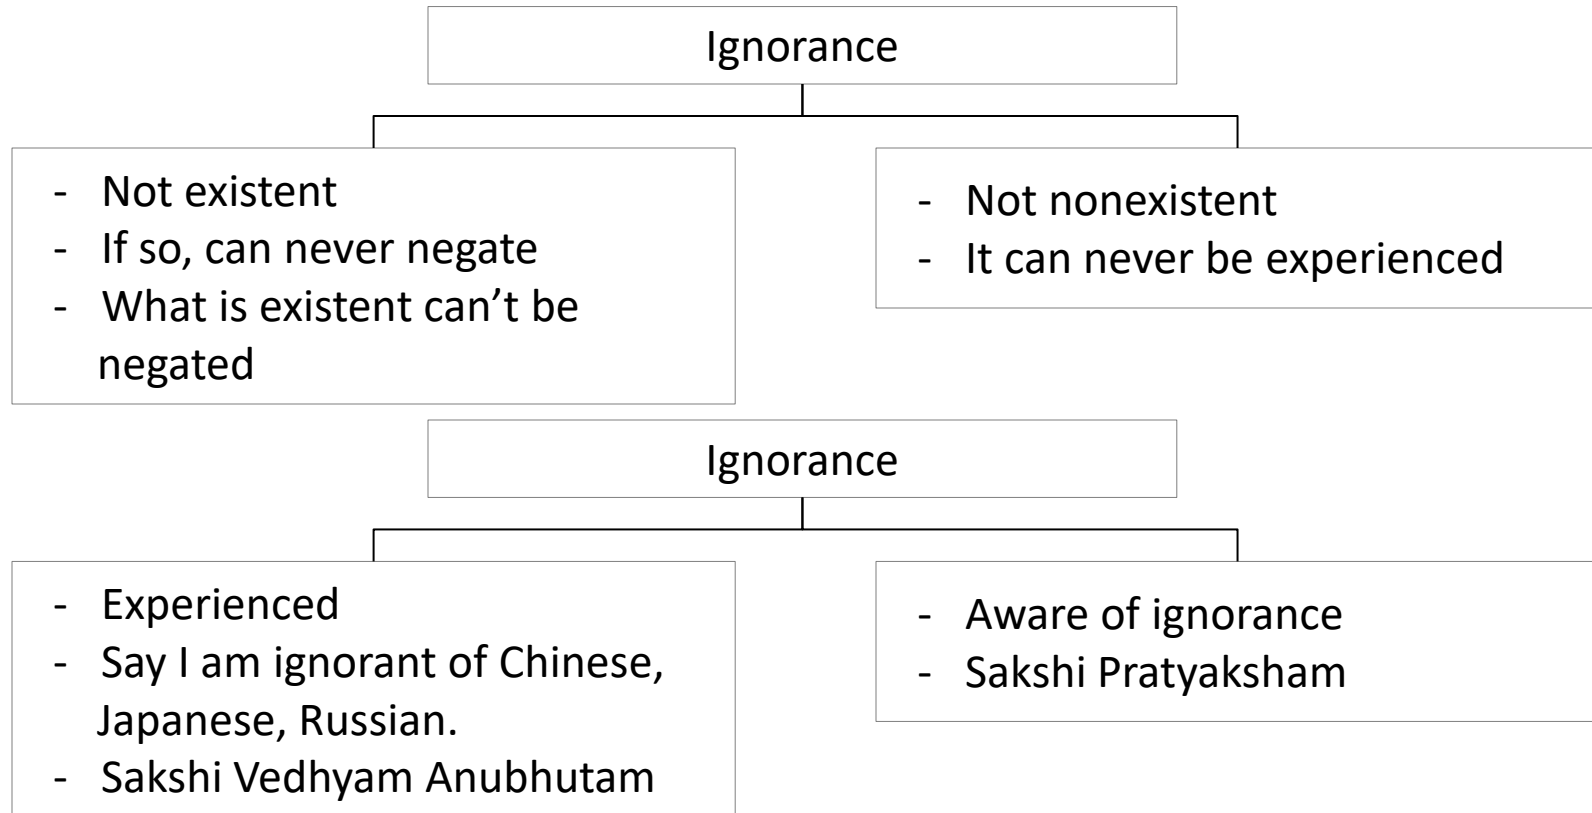 Ignorance
- Not existent
- If so, can never negate
- What is existent can’t be
negated
- Not nonexistent
- It can never be experienced
Ignorance
- Experienced
- Say I am ignorant of Chinese,
Japanese, Russian.
- Sakshi Vedhyam Anubhutam
- Aware of ignorance
- Sakshi Pratyaksham